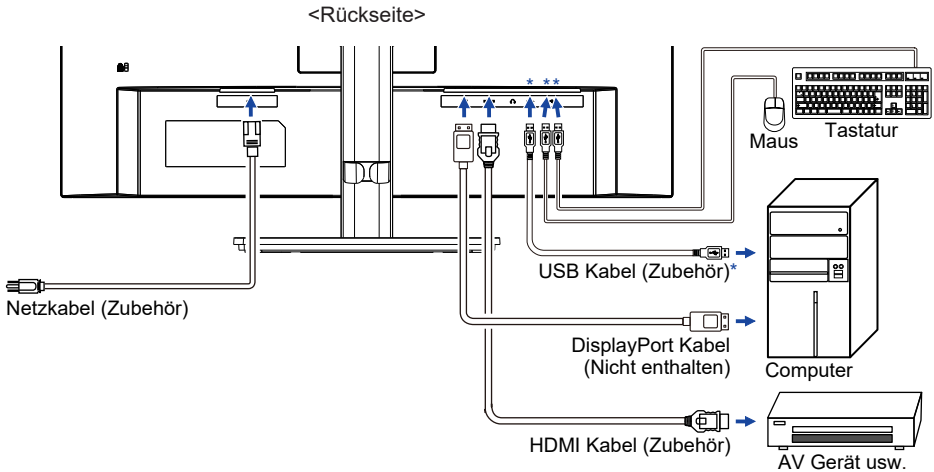 <Rückseite>
* **
Maus
Tastatur
USB Kabel (Zubehör)*
Netzkabel (Zubehör)
DisplayPort Kabel
(Nicht enthalten)
Computer
HDMI Kabel (Zubehör)
AV Gerät usw.